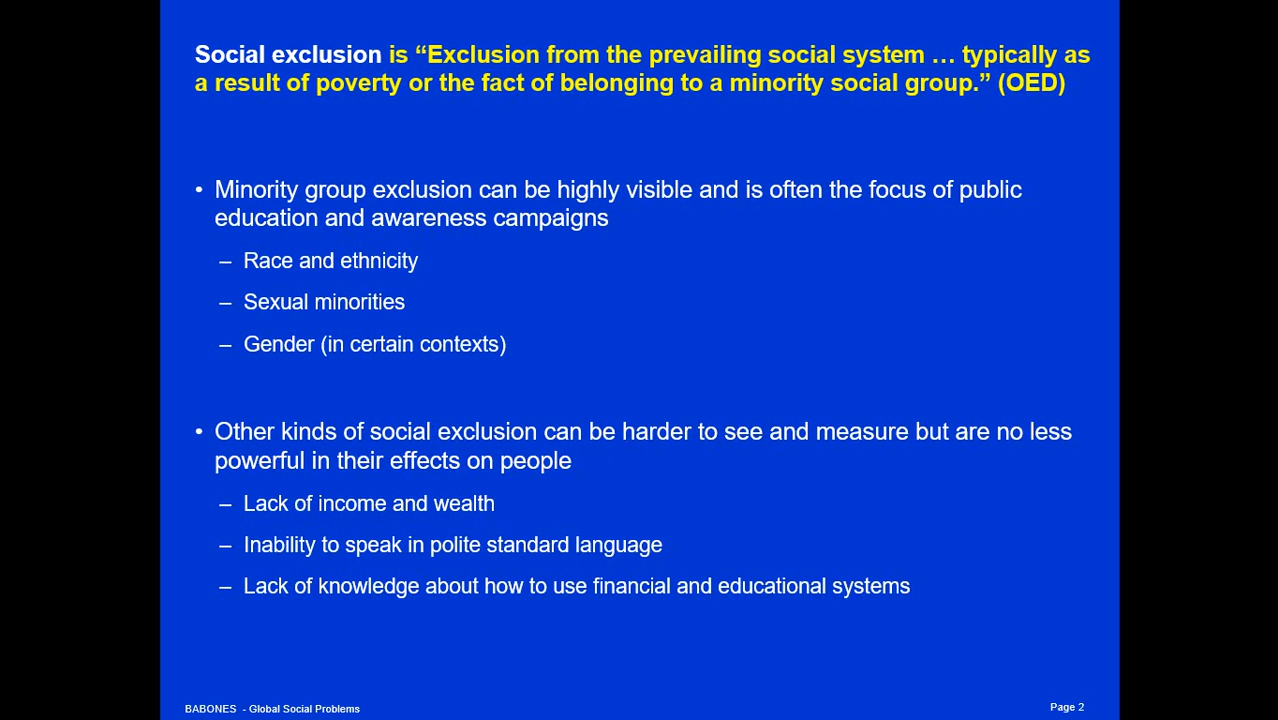 Social exclusion is “Exclusion from the prevailing social system … typically as
a result of poverty or the fact of belonging to a minority social group.” (OED)
• Minority group exclusion can be highly visible and is often the focus of public
education and awareness campaigns
– Race and ethnicity
– Sexual minorities
– Gender (in certain contexts)
• Other kinds of social exclusion can be harder to see and measure but are no less
powerful in their effects on people
– Lack of income and wealth
– Inability to speak in polite standard language
– Lack of knowledge about how to use financial and educational systems
BABONES - Global Social Problems
Page 2